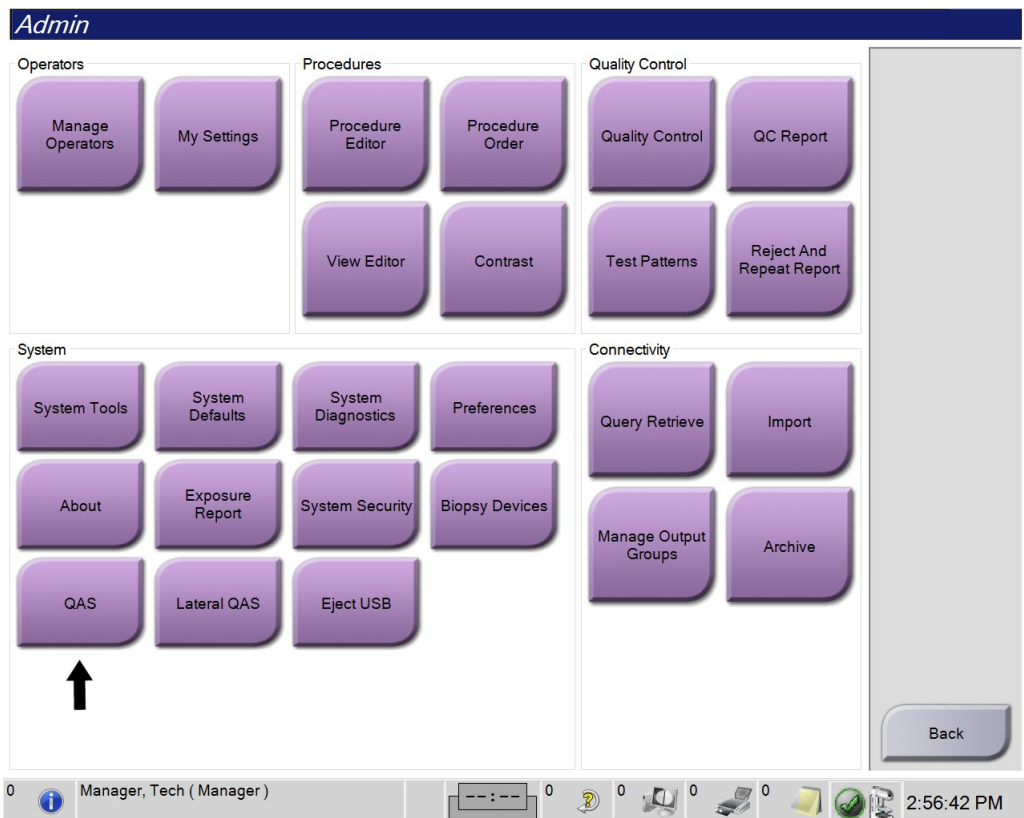 Admin
Operators
Manage
Operators
My Settings
Procedures
Procedure
Editor
Procedure
Order
View Editor
Contrast
Quality Control
Quality Control
QC Report
Test Patterns
Reject And
Repeat Report
System
System Tools
System
Defaults
System
Diagnostics
Preferences
About
Exposure
Report
System Security
Biopsy Devices
QAS
Lateral QAS
Eject USB
Connectivity
Query Retrieve
Import
Manage Output
Groups
Archive
Back
0
Manager, Tech ( Manager )
--:--
0
0
0
0
2:56:42 PM